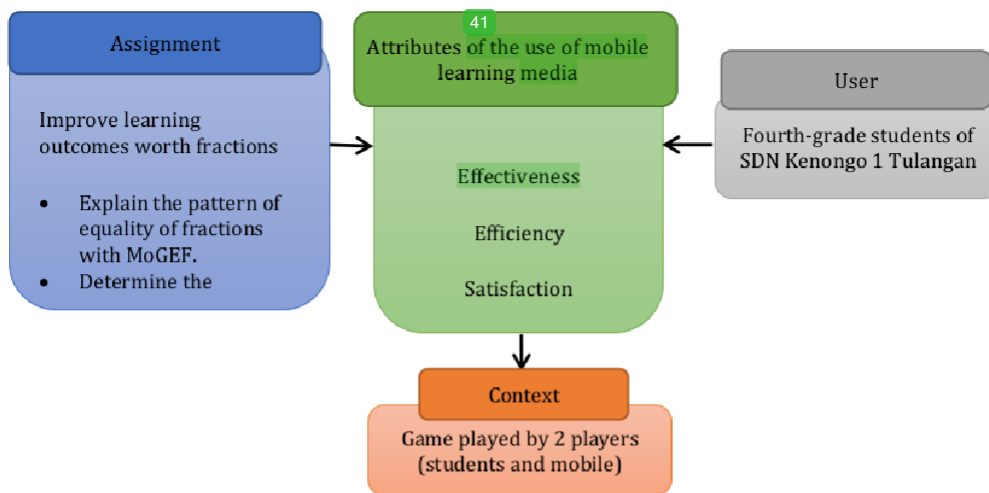 Assignment
Improve learning
outcomes worth fractions
• Explain the pattern of
equality of fractions
with MoGEF.
• Determine the
41
Attributes of the use of mobile
learning media
Effectiveness
Efficiency
Satisfaction
User
Fourth-grade students of
SDN Kenongo 1 Tulangan
Context
Game played by 2 players
(students and mobile)